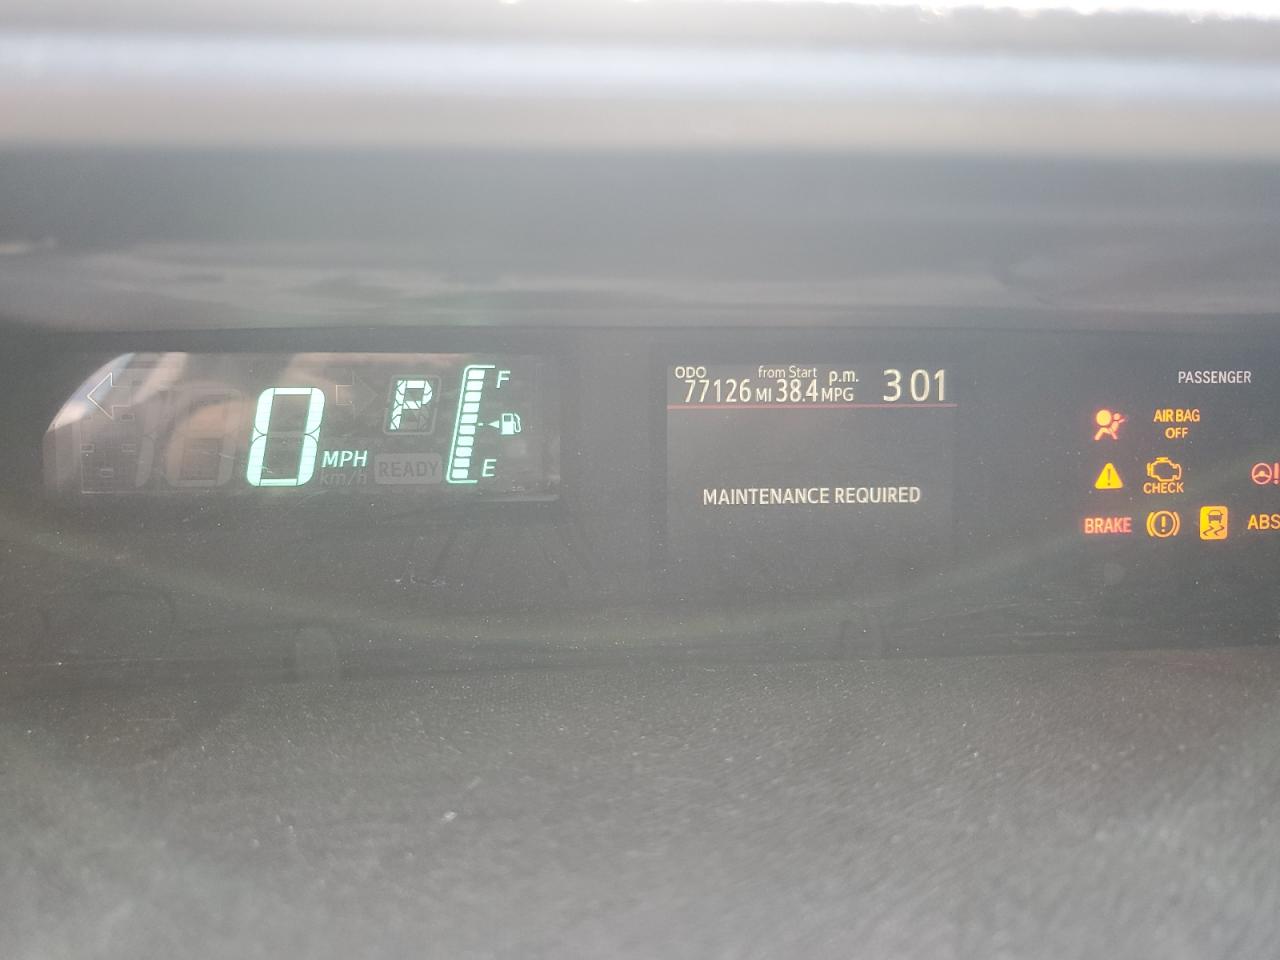 0 MPH
km/h
P
READY
F
E
ODO
77126 MI
from Start
38.4 MPG
p.m. 3 01
MAINTENANCE REQUIRED
PASSENGER
AIR BAG
OFF
CHECK
BRAKE
ABS